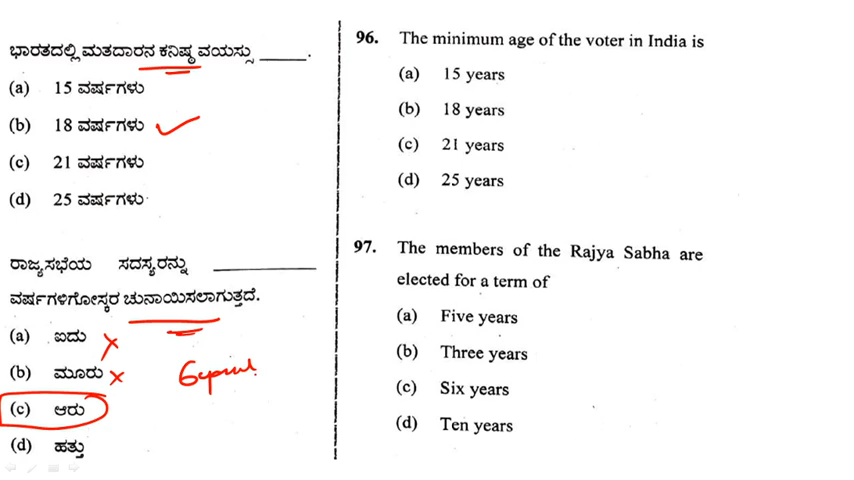 ಭಾರತದಲ್ಲಿ ಮತದಾರನ ಕನಿಷ್ಠ ವಯಸ್ಸು ______.
(a) 15 ವರ್ಷಗಳು
(b) 18 ವರ್ಷಗಳು
(c) 21 ವರ್ಷಗಳು
(d) 25 ವರ್ಷಗಳು
ರಾಜ್ಯಸಭೆಯ ಸದಸ್ಯರನ್ನು ____________
ವರ್ಷಗಳಿಗೋಸ್ಕರ ಚುನಾಯಿಸಲಾಗುತ್ತದೆ.
(a) ಐದು
(b) ಮೂರು
(c) ಆರು
(d) ಹತ್ತು
96. The minimum age of the voter in India is
(a) 15 years
(b) 18 years
(c) 21 years
(d) 25 years
97. The members of the Rajya Sabha are
elected for a term of
(a) Five years
(b) Three years
(c) Six years
(d) Ten years